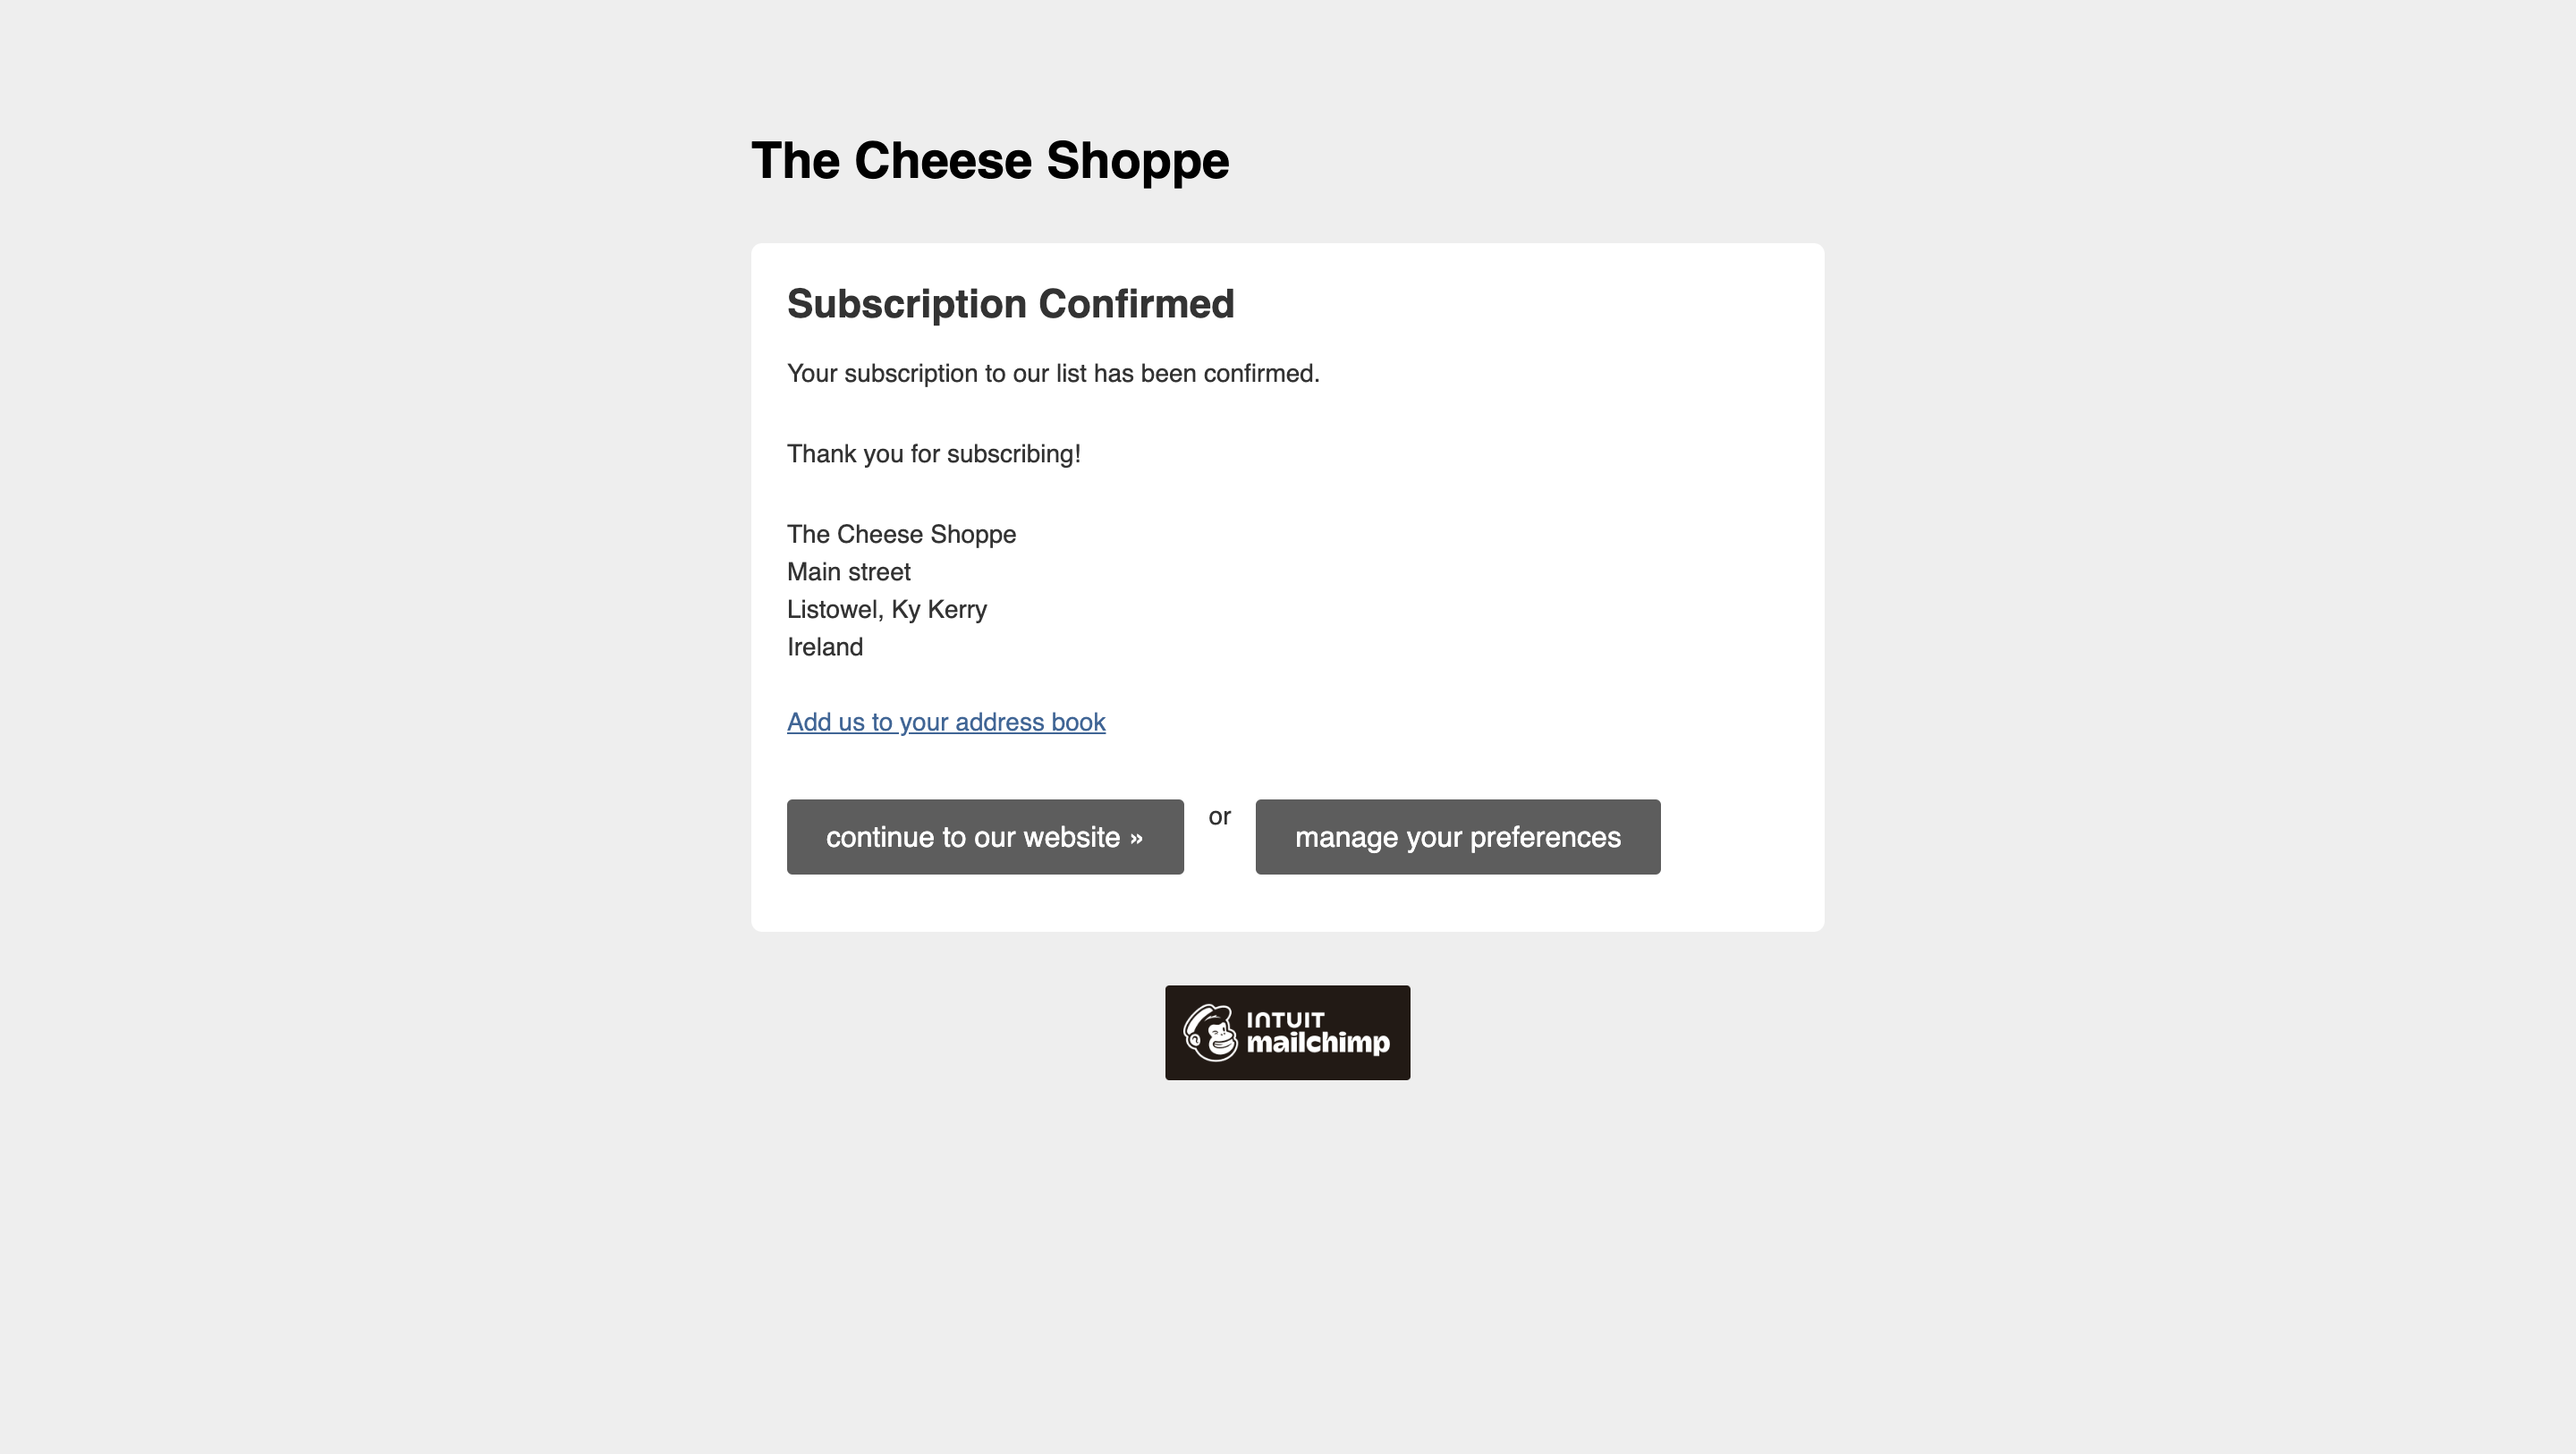 The Cheese Shoppe
Subscription Confirmed
Your subscription to our list has been confirmed.
Thank you for subscribing!
The Cheese Shoppe
Main street
Listowel, Ky Kerry
Ireland
Add us to your address book
continue to our website »
or
manage your preferences
INTUIT
mailchimp